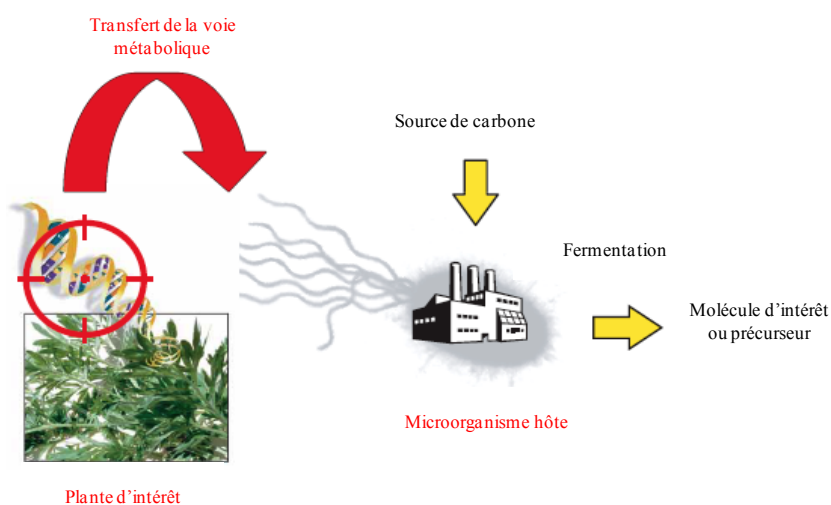 Transfert de la voie
métabolique
Source de carbone
Fermentation
Molécule d'intérêt
ou précurseur
Microorganisme hôte
Plante d'intérêt